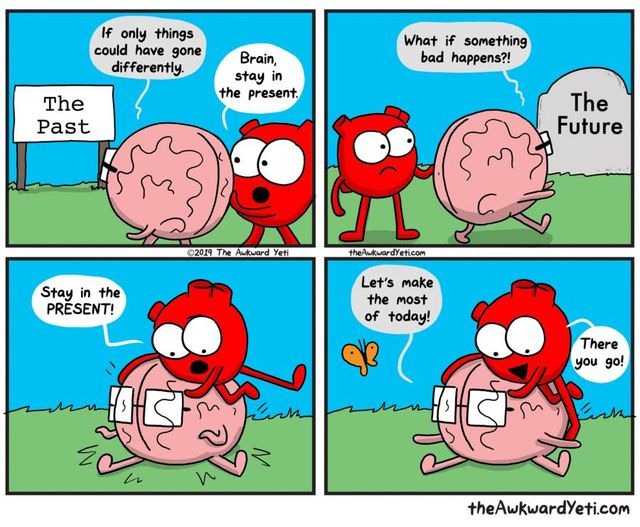 If only things
could have gone
differently.
Brain,
stay in
the present.
The
Past
©2019 The Awkward Yeti
What if something
bad happens?!
The
Future
theAwkwardYeti.com
Stay in the
PRESENT!
Let's make
the most
of today!
There
you go!
theAwkwardYeti.com